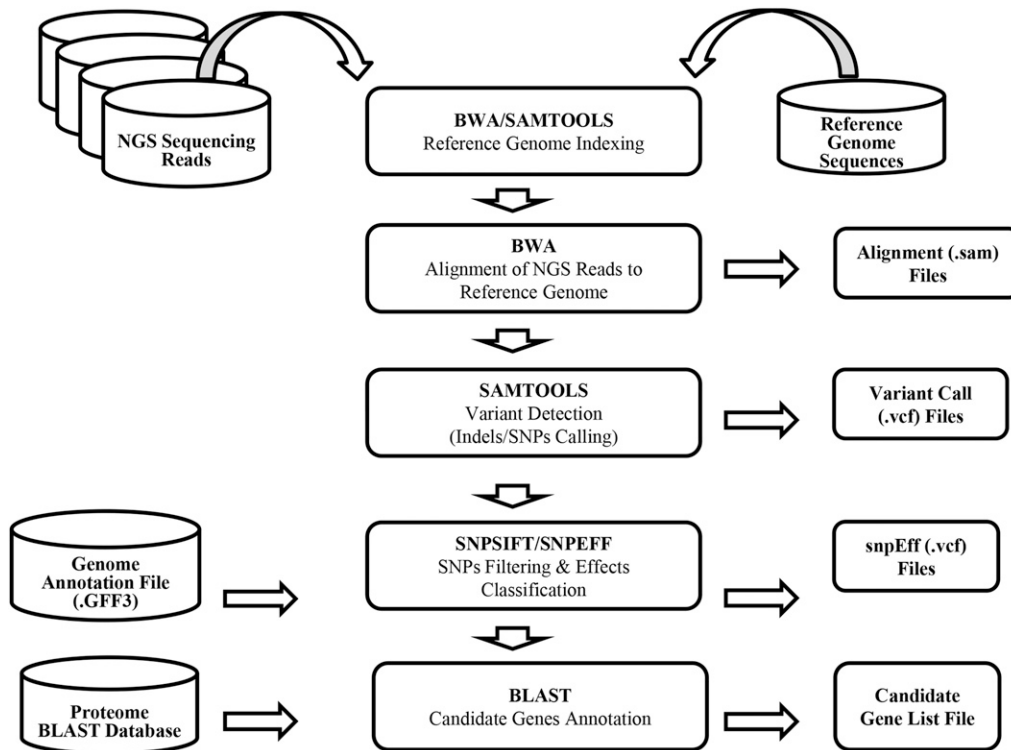 NGS Sequencing
Reads
BWA/SAMTOOLS
Reference Genome Indexing
Reference
Genome
Sequences
BWA
Alignment of NGS Reads to
Reference Genome
Alignment (.sam)
Files
SAMTOOLS
Variant Detection
(Indels/SNPs Calling)
Variant Call
(.vcf) Files
Genome
Annotation File
(.GFF3)
SNPSIFT/SNPEFF
SNPs Filtering & Effects
Classification
snpEff (.vcf)
Files
Proteome
BLAST Database
BLAST
Candidate Genes Annotation
Candidate
Gene List File